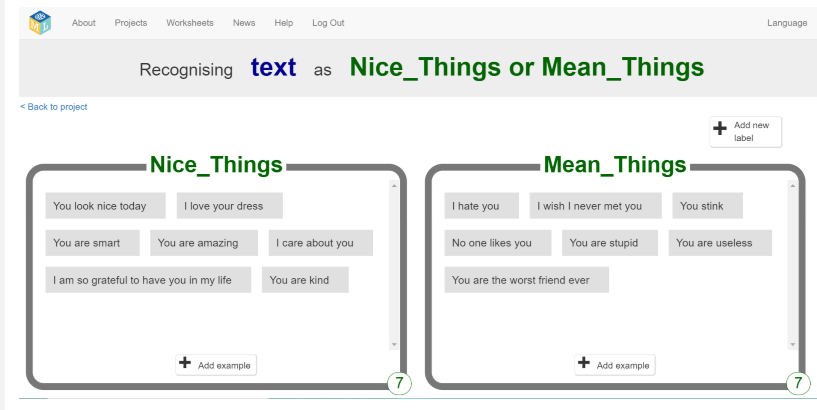 About Projects Worksheets News Help Log Out Language
Recognising text as Nice_Things or Mean_Things
< Back to project
Add new
label
Nice_Things
You look nice today I love your dress
You are smart You are amazing I care about you
I am so grateful to have you in my life You are kind
Add example
7
Mean_Things
I hate you I wish I never met you You stink
No one likes you You are stupid You are useless
You are the worst friend ever
Add example
7